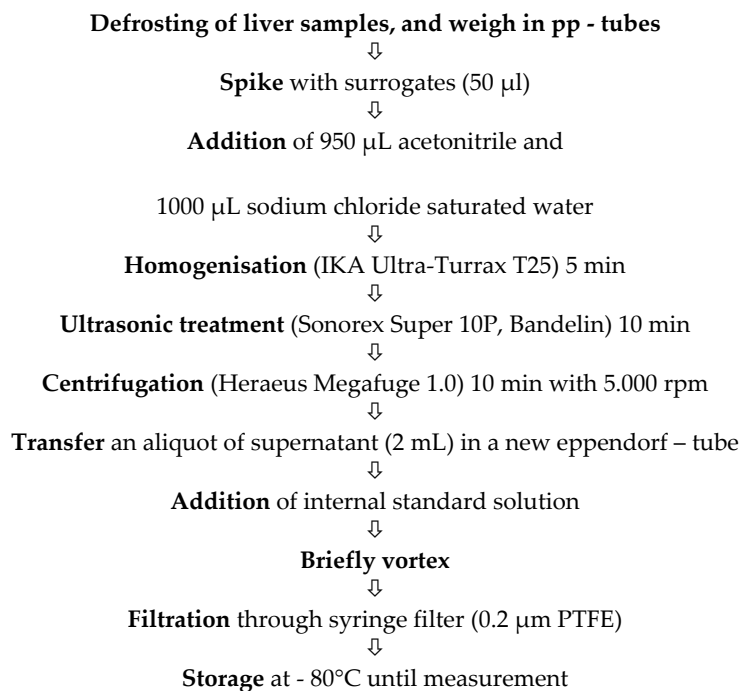 Defrosting of liver samples, and weigh in pp - tubes
⇩
Spike with surrogates (50 µl)
⇩
Addition of 950 µL acetonitrile and
1000 µL sodium chloride saturated water
⇩
Homogenisation (IKA Ultra-Turrax T25) 5 min
⇩
Ultrasonic treatment (Sonorex Super 10P, Bandelin) 10 min
⇩
Centrifugation (Heraeus Megafuge 1.0) 10 min with 5.000 rpm
⇩
Transfer an aliquot of supernatant (2 mL) in a new eppendorf – tube
⇩
Addition of internal standard solution
⇩
Briefly vortex
⇩
Filtration through syringe filter (0.2 µm PTFE)
⇩
Storage at - 80°C until measurement